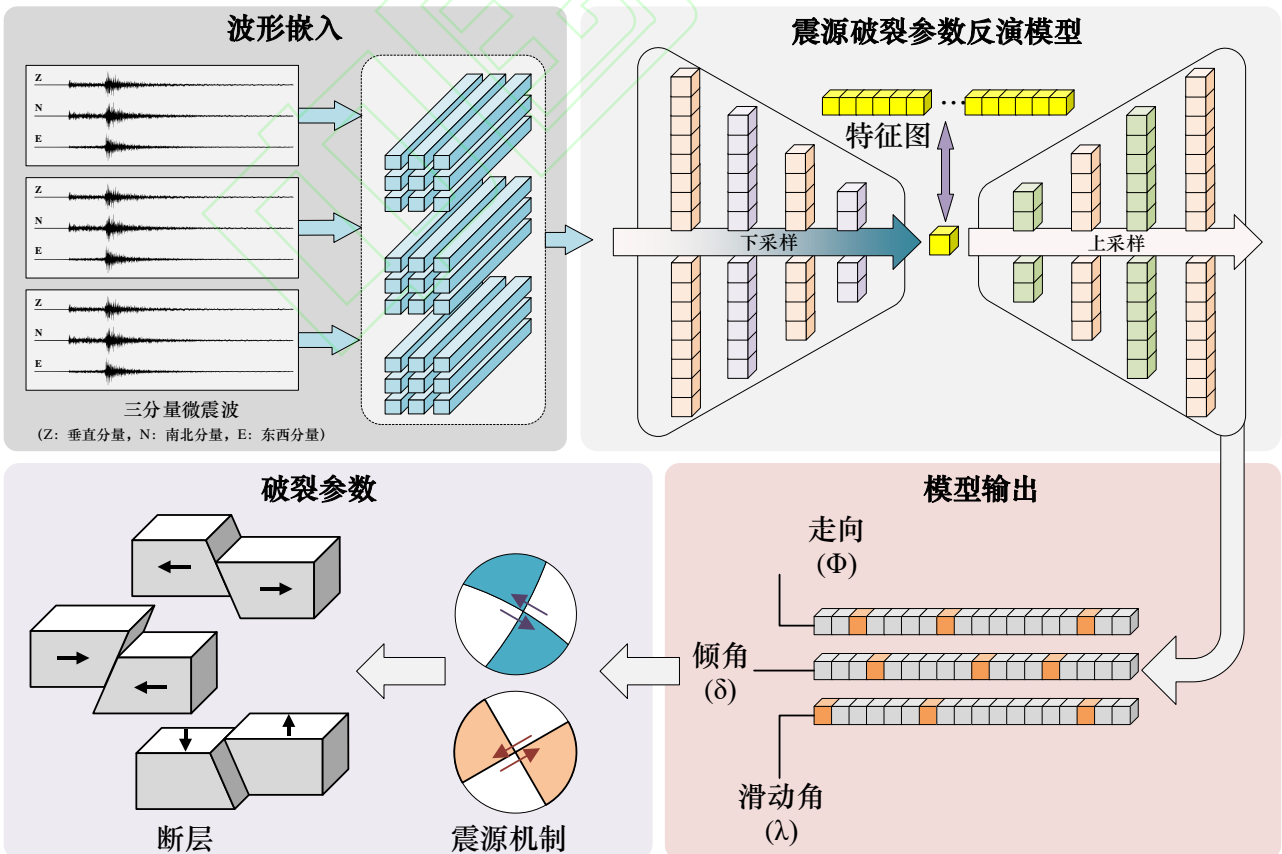 波形嵌入
Z
N
E
Z
N
E
Z
N
E
三分量微震波
(Z：垂直分量，N：南北分量，E：东西分量)
震源破裂参数反演模型
…
特征图
下采样
上采样
破裂参数
断层
震源机制
模型输出
走向
(Φ)
倾角
(δ)
滑动角
(λ)